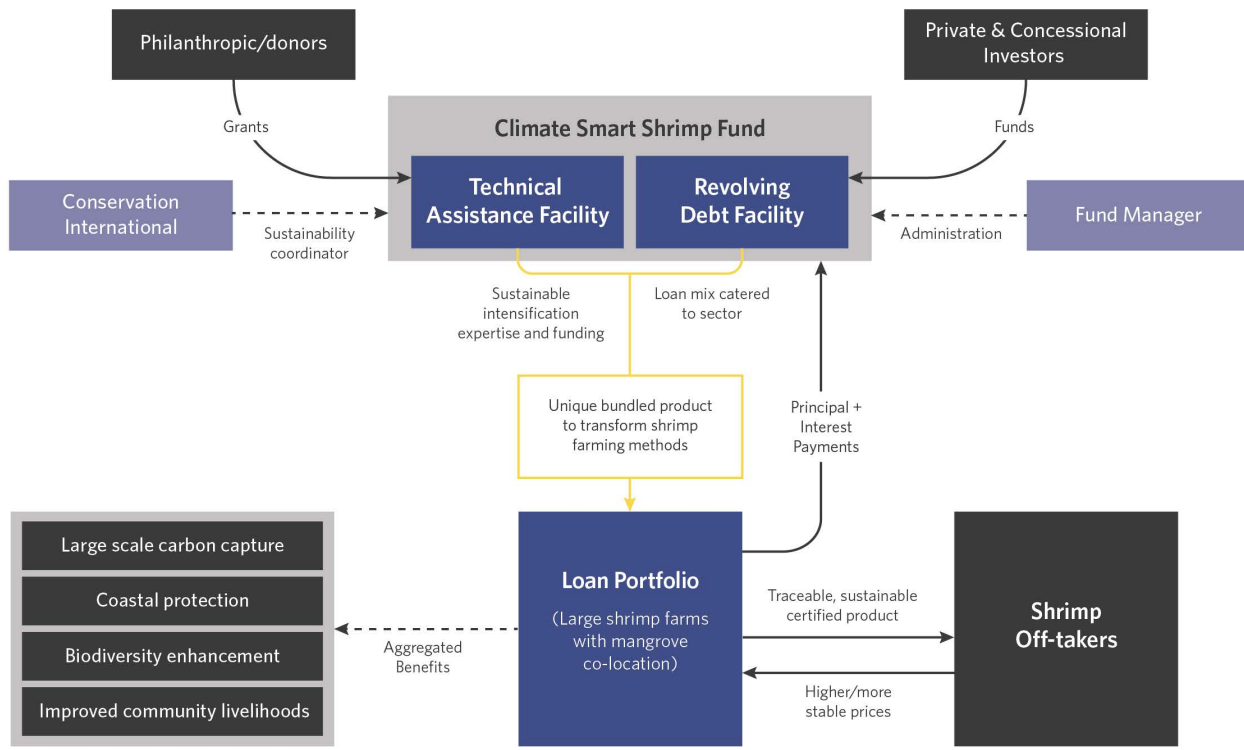 Philanthropic/donors
Private & Concessional
Investors
Grants
Funds
Climate Smart Shrimp Fund
Technical
Assistance Facility
Revolving
Debt Facility
Conservation
International
Sustainability
coordinator
Administration
Fund Manager
Sustainable
intensification
expertise and funding
Loan mix catered
to sector
Unique bundled product
to transform shrimp
farming methods
Principal +
Interest
Payments
Large scale carbon capture
Coastal protection
Biodiversity enhancement
Improved community livelihoods
Aggregated
Benefits
Loan Portfolio
(Large shrimp farms
with mangrove
co-location)
Traceable, sustainable
certified product
Higher/more
stable prices
Shrimp
Off-takers